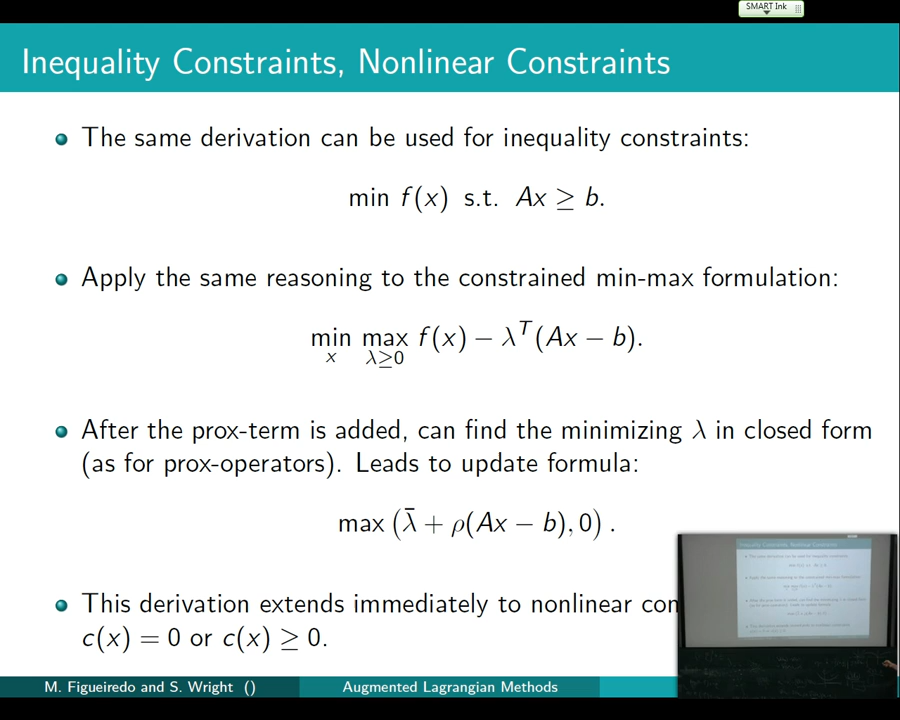 SMART Ink
Inequality Constraints, Nonlinear Constraints
The same derivation can be used for inequality constraints:
min f(x) s.t. Ax ≥ b.
Apply the same reasoning to the constrained min-max formulation:
min max f(x) − λᵀ(Ax − b).
x λ≥0
After the prox-term is added, can find the minimizing λ in closed form
(as for prox-operators). Leads to update formula:
max (λ̄ + ρ(Ax − b), 0) .
This derivation extends immediately to nonlinear
c(x) = 0 or c(x) ≥ 0.
M. Figueiredo and S. Wright () Augmented Lagrangian Methods